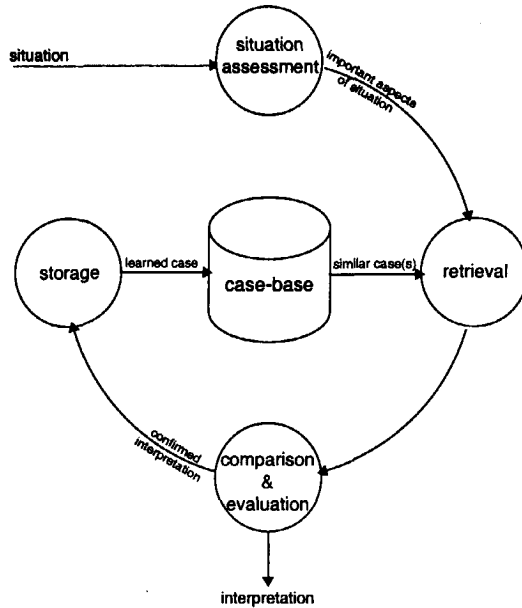 situation
situation
assessment
important aspects
of situation
storage
learned case
case-base
similar case(s)
retrieval
confirmed
interpretation
comparison
&
evaluation
interpretation